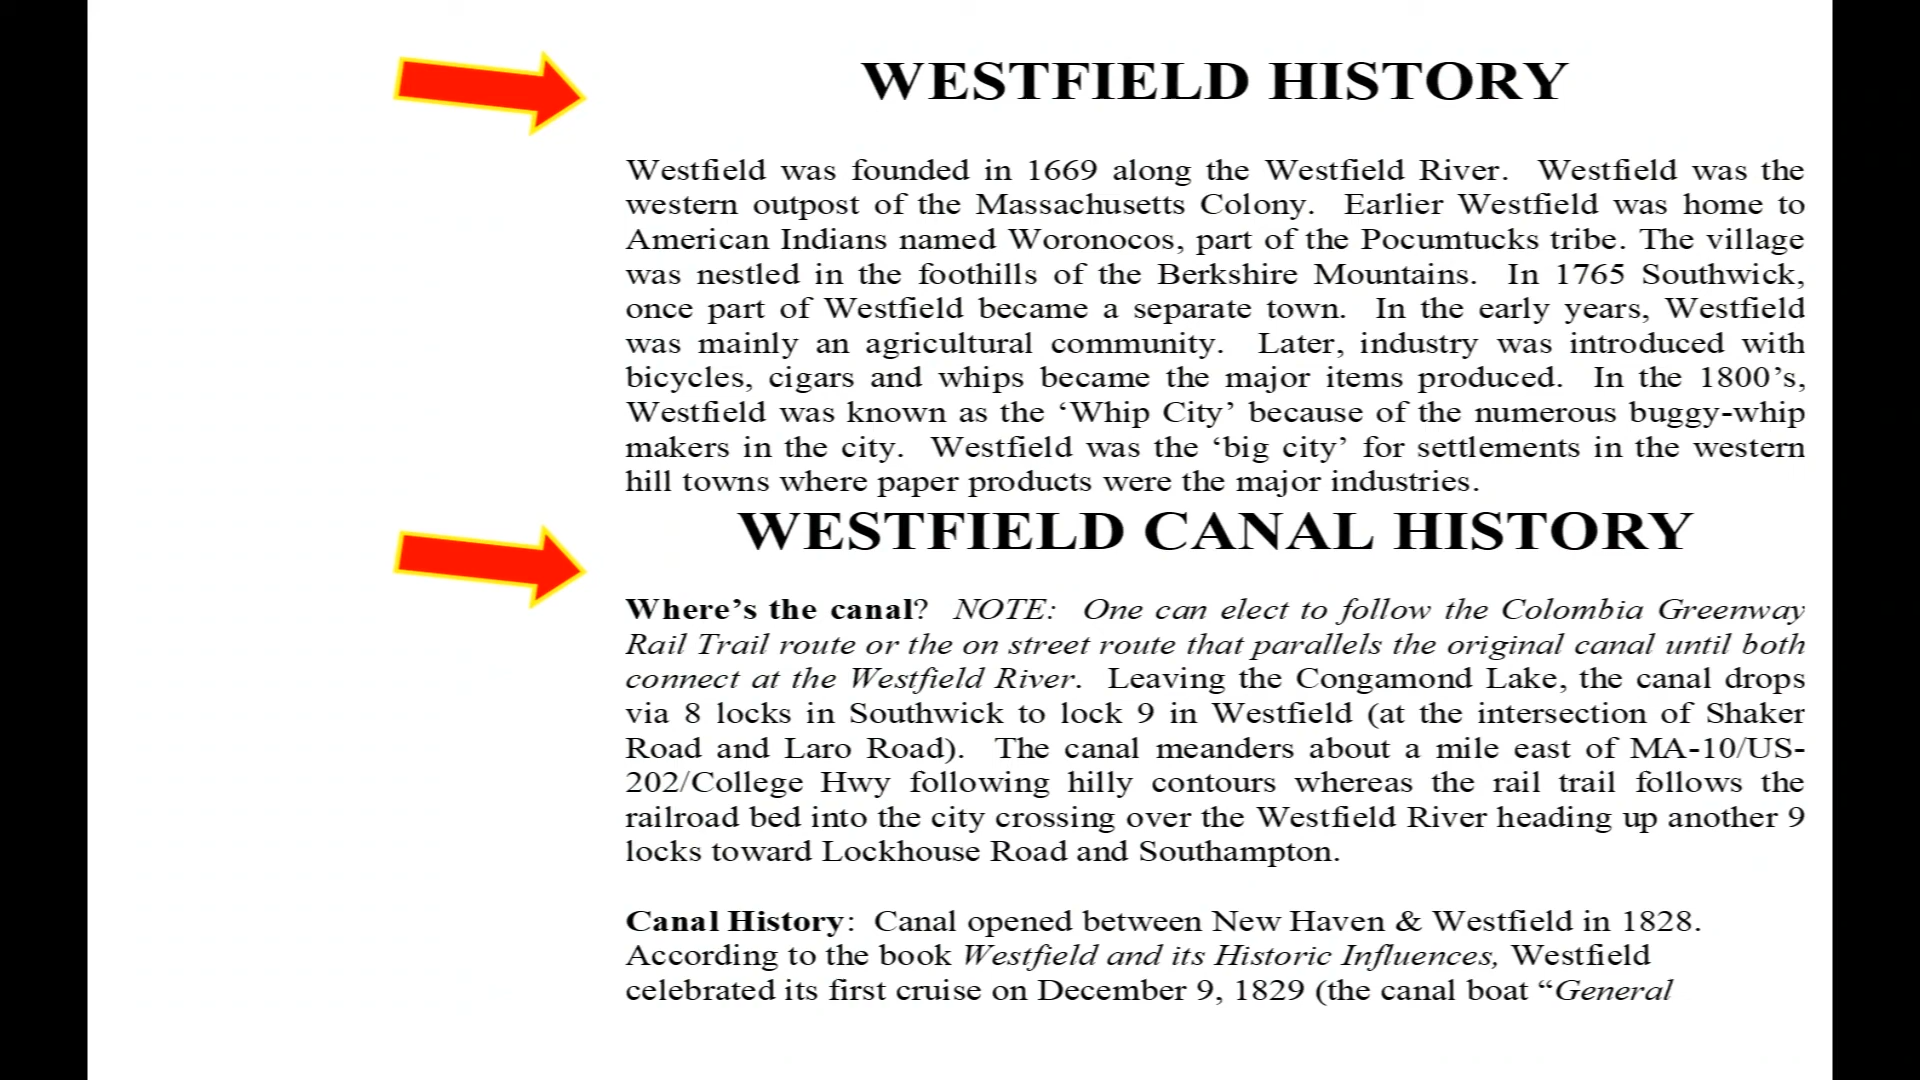 WESTFIELD HISTORY
Westfield was founded in 1669 along the Westfield River. Westfield was the
western outpost of the Massachusetts Colony. Earlier Westfield was home to
American Indians named Woronocos, part of the Pocumtucks tribe. The village
was nestled in the foothills of the Berkshire Mountains. In 1765 Southwick,
once part of Westfield became a separate town. In the early years, Westfield
was mainly an agricultural community. Later, industry was introduced with
bicycles, cigars and whips became the major items produced. In the 1800’s,
Westfield was known as the ‘Whip City’ because of the numerous buggy-whip
makers in the city. Westfield was the ‘big city’ for settlements in the western
hill towns where paper products were the major industries.
WESTFIELD CANAL HISTORY
Where’s the canal? NOTE: One can elect to follow the Colombia Greenway
Rail Trail route or the on street route that parallels the original canal until both
connect at the Westfield River. Leaving the Congamond Lake, the canal drops
via 8 locks in Southwick to lock 9 in Westfield (at the intersection of Shaker
Road and Laro Road). The canal meanders about a mile east of MA-10/US-
202/College Hwy following hilly contours whereas the rail trail follows the
railroad bed into the city crossing over the Westfield River heading up another 9
locks toward Lockhouse Road and Southampton.
Canal History: Canal opened between New Haven & Westfield in 1828.
According to the book Westfield and its Historic Influences, Westfield
celebrated its first cruise on December 9, 1829 (the canal boat “General